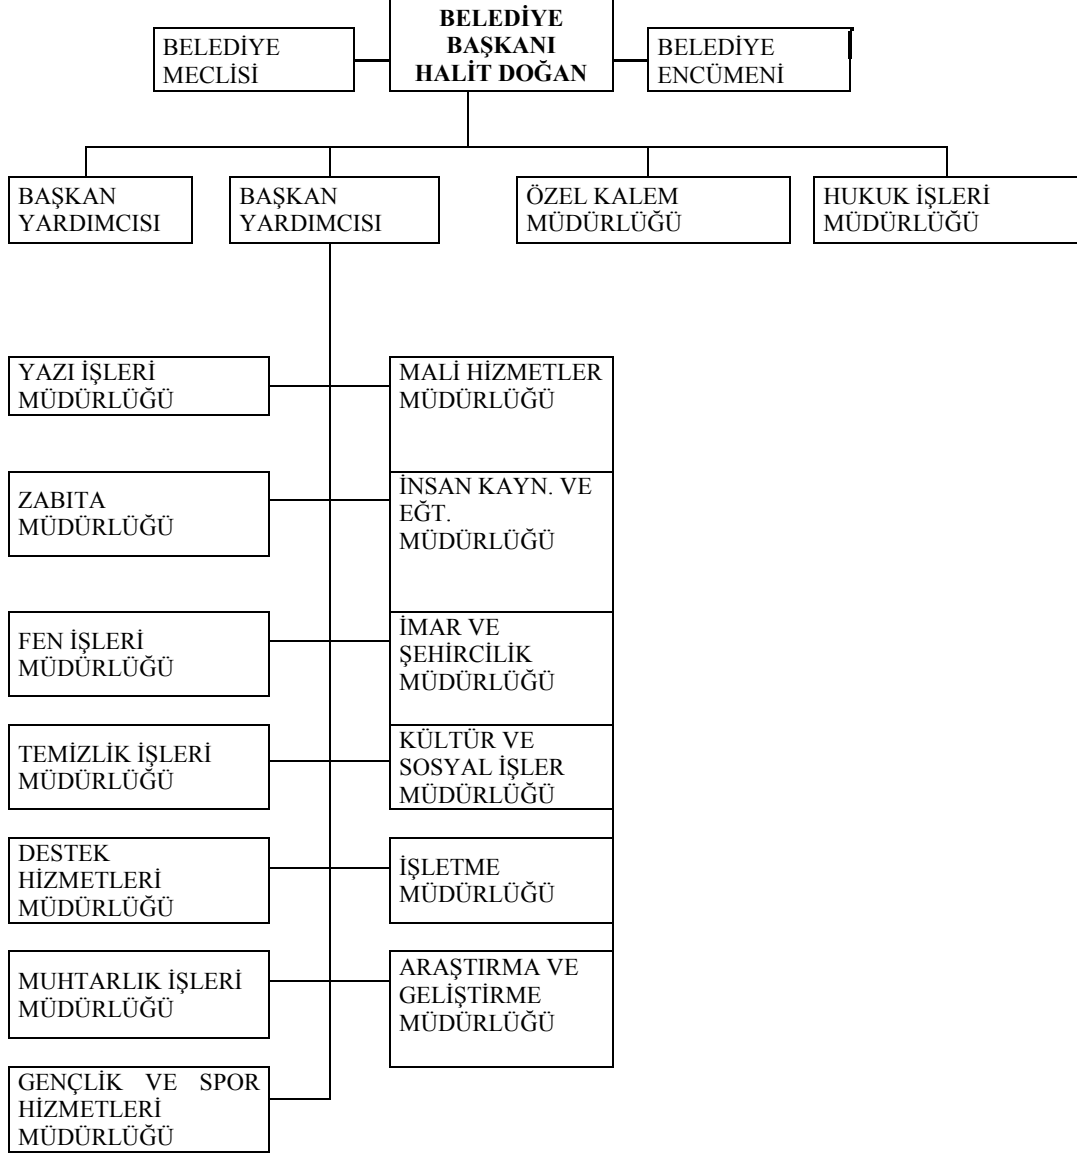 BELEDİYE
BAŞKANI
HALİT DOĞAN
BELEDİYE
MECLİSİ
BELEDİYE
ENCÜMENİ
BAŞKAN
YARDIMCISI
BAŞKAN
YARDIMCISI
ÖZEL KALEM
MÜDÜRLÜĞÜ
HUKUK İŞLERİ
MÜDÜRLÜĞÜ
YAZI İŞLERİ
MÜDÜRLÜĞÜ
MALİ HİZMETLER
MÜDÜRLÜĞÜ
ZABITA
MÜDÜRLÜĞÜ
İNSAN KAYN. VE
EĞT.
MÜDÜRLÜĞÜ
FEN İŞLERİ
MÜDÜRLÜĞÜ
İMAR VE
ŞEHİRCİLİK
MÜDÜRLÜĞÜ
TEMİZLİK İŞLERİ
MÜDÜRLÜĞÜ
KÜLTÜR VE
SOSYAL İŞLER
MÜDÜRLÜĞÜ
DESTEK
HİZMETLERİ
MÜDÜRLÜĞÜ
İŞLETME
MÜDÜRLÜĞÜ
MUHTARLIK İŞLERİ
MÜDÜRLÜĞÜ
ARAŞTIRMA VE
GELİŞTİRME
MÜDÜRLÜĞÜ
GENÇLİK VE SPOR
HİZMETLERİ
MÜDÜRLÜĞÜ